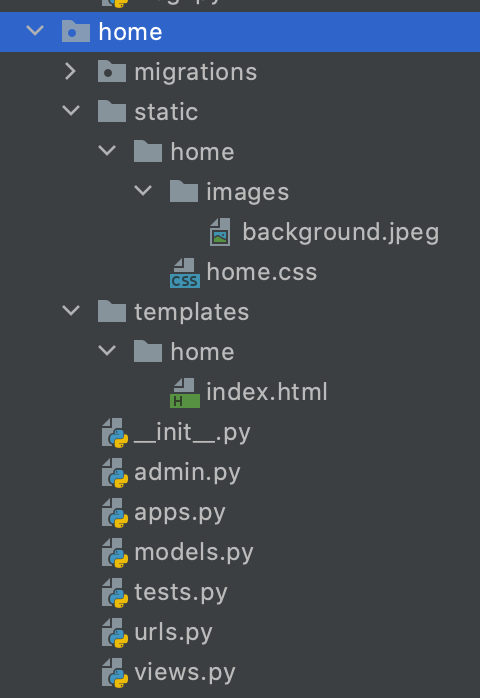 home
migrations
static
home
images
background.jpeg
CSS home.css
templates
home
H index.html
__init__.py
admin.py
apps.py
models.py
tests.py
urls.py
views.py